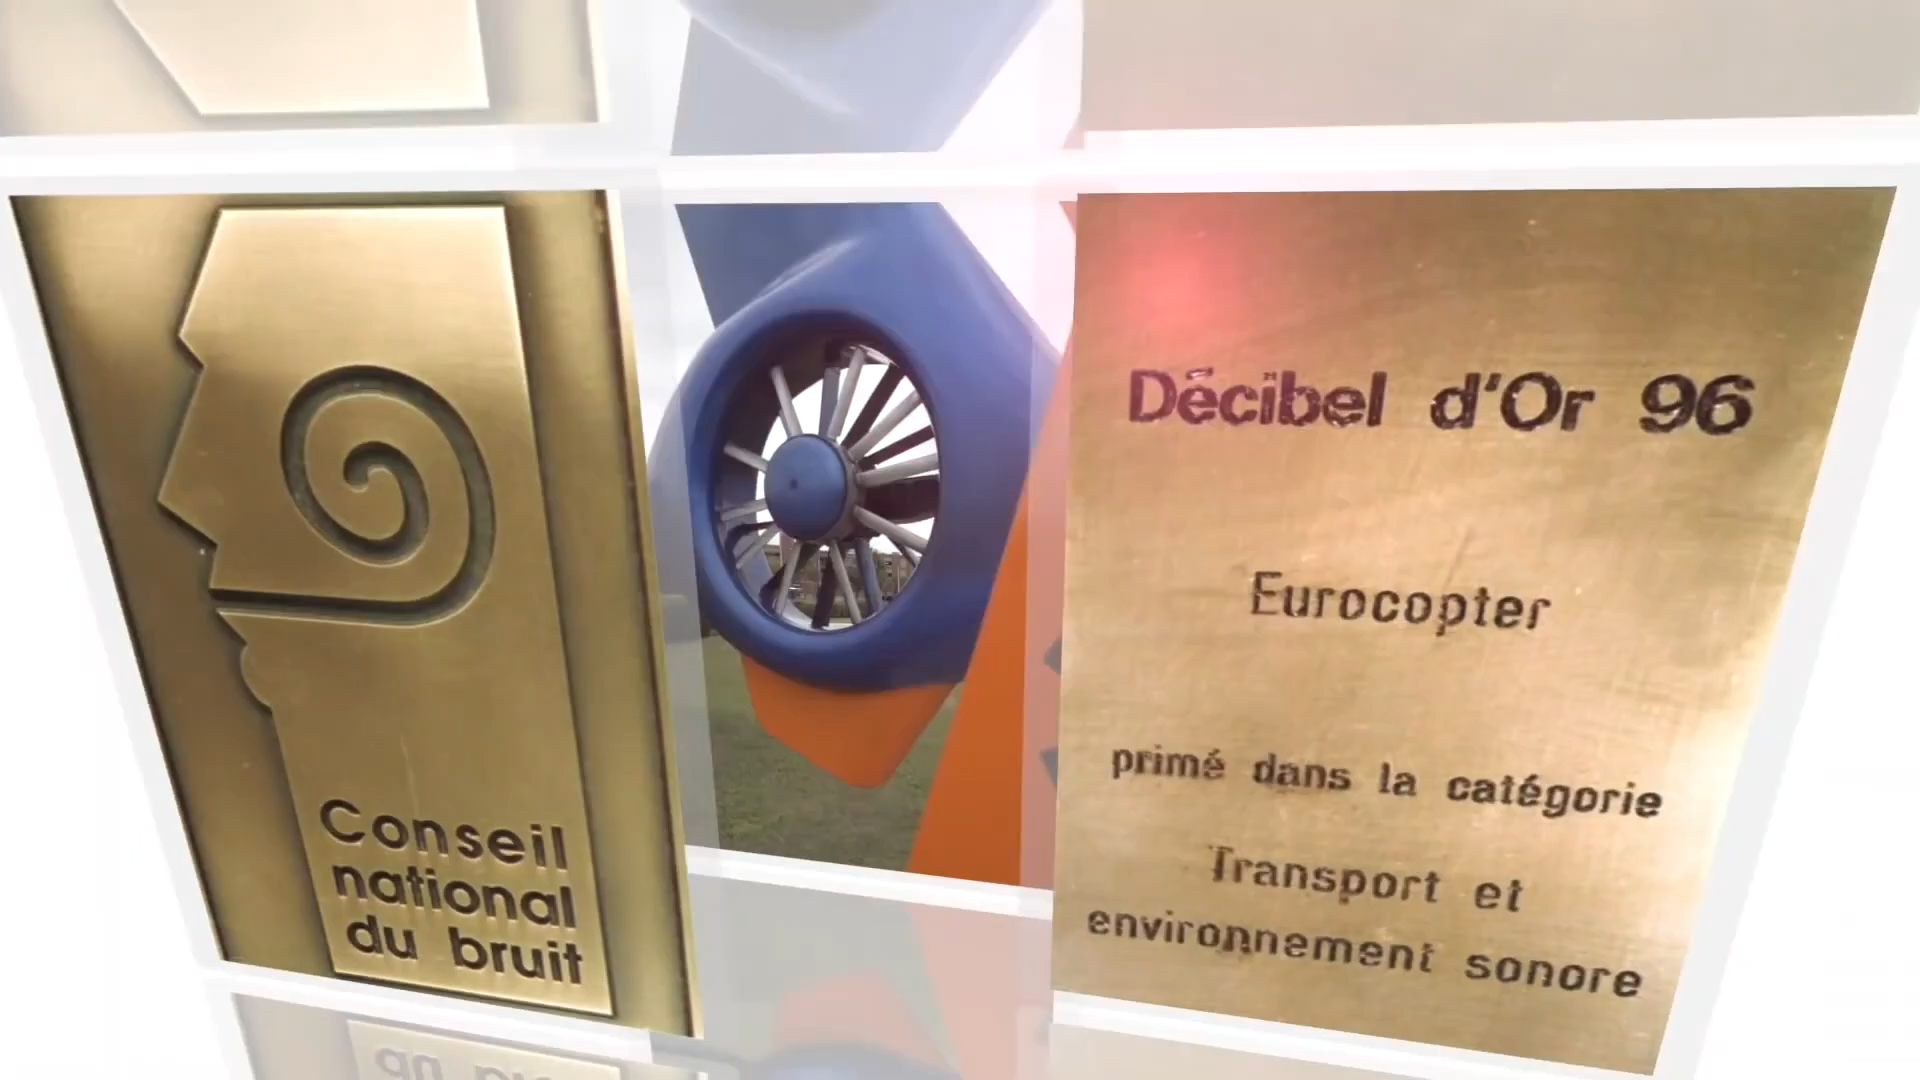 Conseil
national
du bruit
Décibel d'Or 96
Eurocopter
primé dans la catégorie
Transport et
environnement sonore